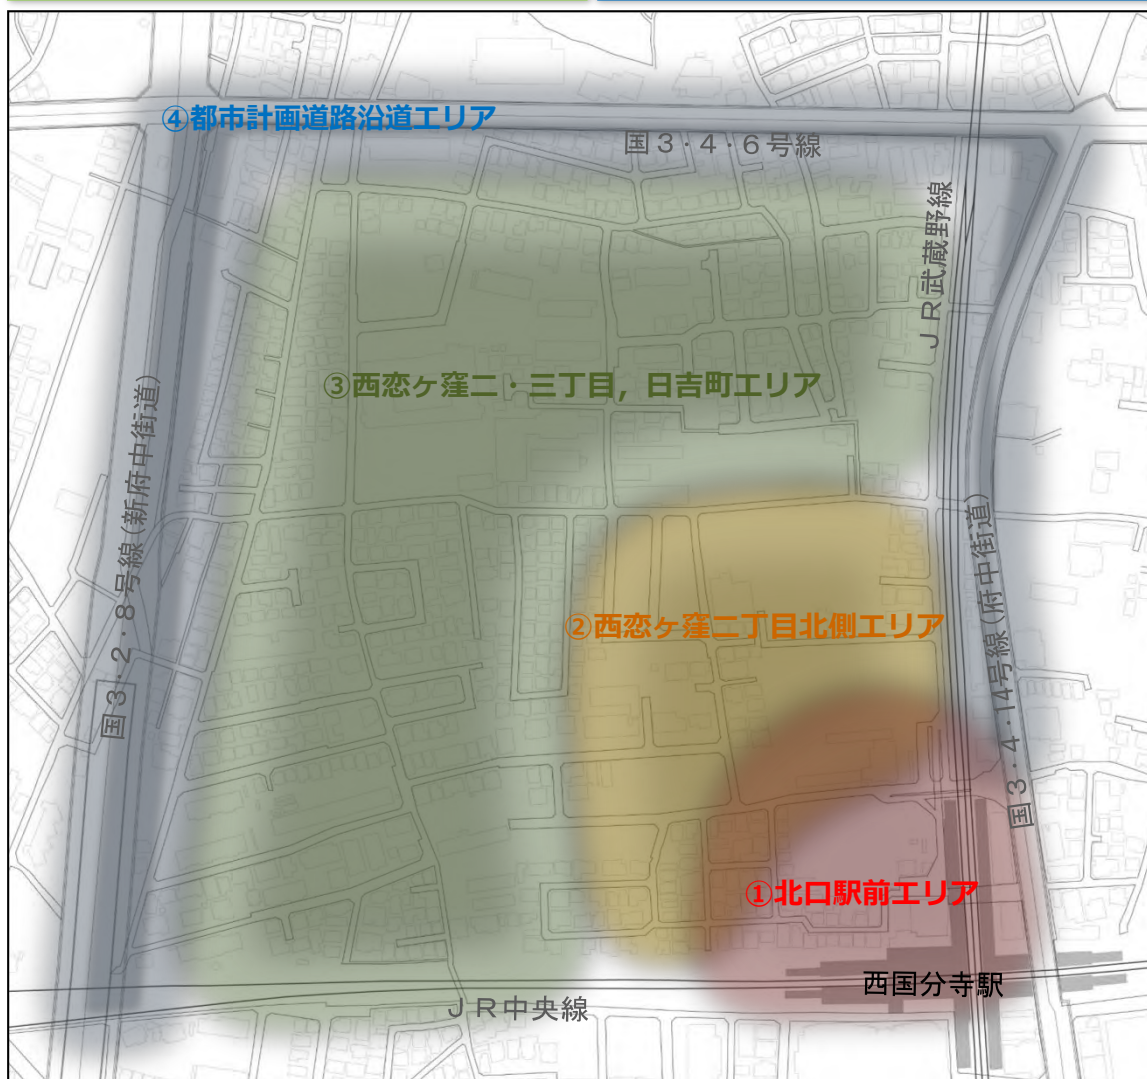 ④都市計画道路沿道エリア
国3・4・6号線
JR武蔵野線
③西恋ヶ窪二・三丁目,日吉町エリア
国3・2・8号線(新府中街道)
国3・4・14号線(府中街道)
②西恋ヶ窪二丁目北側エリア
①北口駅前エリア
西国分寺駅
JR中央線